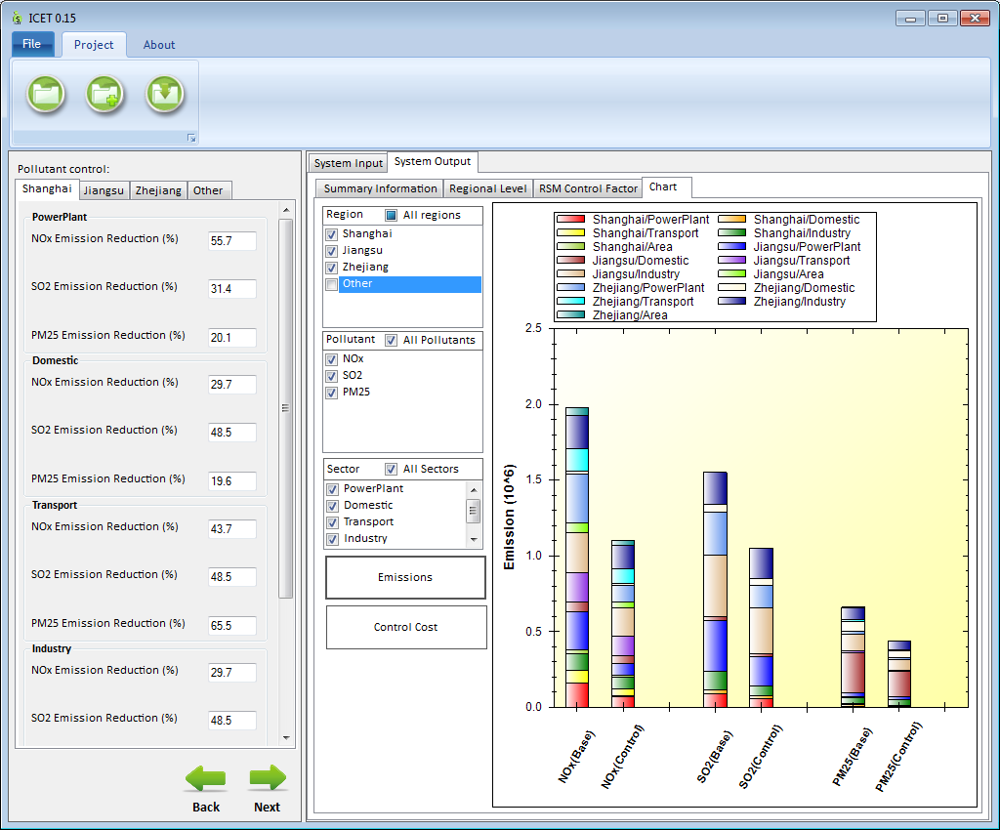 ICET 0.15
File Project About
Pollutant control:
Shanghai Jiangsu Zhejiang Other
PowerPlant
NOx Emission Reduction (%) 55.7
SO2 Emission Reduction (%) 31.4
PM25 Emission Reduction (%) 20.1
Domestic
NOx Emission Reduction (%) 29.7
SO2 Emission Reduction (%) 48.5
PM25 Emission Reduction (%) 19.6
Transport
NOx Emission Reduction (%) 43.7
SO2 Emission Reduction (%) 48.5
PM25 Emission Reduction (%) 65.5
Industry
NOx Emission Reduction (%) 29.7
SO2 Emission Reduction (%) 48.5
Back Next
System Input System Output
Summary Information Regional Level RSM Control Factor Chart
Region All regions
Shanghai
Jiangsu
Zhejiang
Other
Pollutant All Pollutants
NOx
SO2
PM25
Sector All Sectors
PowerPlant
Domestic
Transport
Industry
Emissions
Control Cost
Shanghai/PowerPlant Shanghai/Domestic
Shanghai/Transport Shanghai/Industry
Shanghai/Area Jiangsu/PowerPlant
Jiangsu/Domestic Jiangsu/Transport
Jiangsu/Industry Jiangsu/Area
Zhejiang/PowerPlant Zhejiang/Domestic
Zhejiang/Transport Zhejiang/Industry
Zhejiang/Area
2.5
2.0
1.5
1.0
0.5
0.0
Emission (10^6)
NOx(Base)
NOx(Control)
SO2(Base)
SO2(Control)
PM25(Base)
PM25(Control)